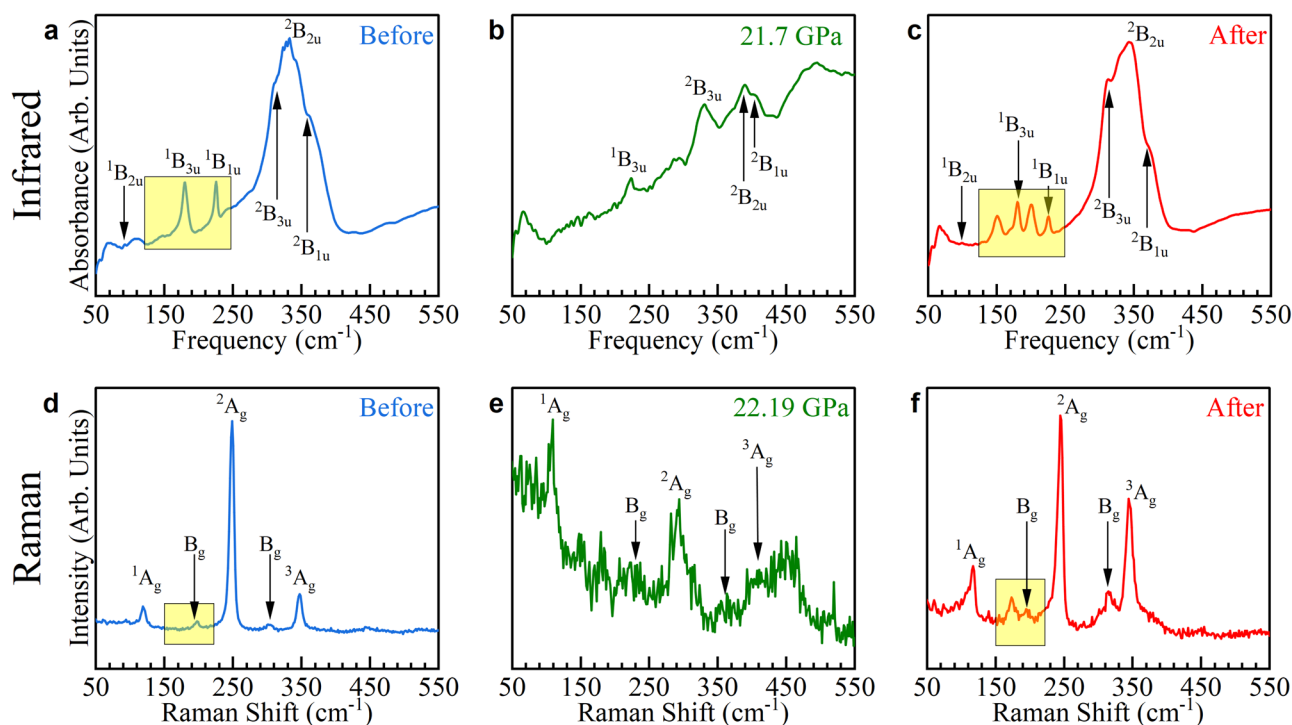 Infrared
Absorbance (Arb. Units)
a
Before
²B₂ᵤ
¹B₃ᵤ
¹B₁ᵤ
¹B₂ᵤ
²B₃ᵤ
²B₁ᵤ
50 150 250 350 450 550
Frequency (cm⁻¹)
b
21.7 GPa
²B₃ᵤ
¹B₃ᵤ
²B₁ᵤ
²B₂ᵤ
50 150 250 350 450 550
Frequency (cm⁻¹)
c
After
²B₂ᵤ
¹B₃ᵤ
¹B₂ᵤ
¹B₁ᵤ
²B₃ᵤ
²B₁ᵤ
50 150 250 350 450 550
Frequency (cm⁻¹)
Raman
Intensity (Arb. Units)
d
Before
²A_g
B_g
B_g
¹A_g
³A_g
50 150 250 350 450 550
Raman Shift (cm⁻¹)
e
22.19 GPa
¹A_g
³A_g
²A_g
B_g
B_g
50 150 250 350 450 550
Raman Shift (cm⁻¹)
f
After
²A_g
³A_g
B_g
B_g
¹A_g
50 150 250 350 450 550
Raman Shift (cm⁻¹)